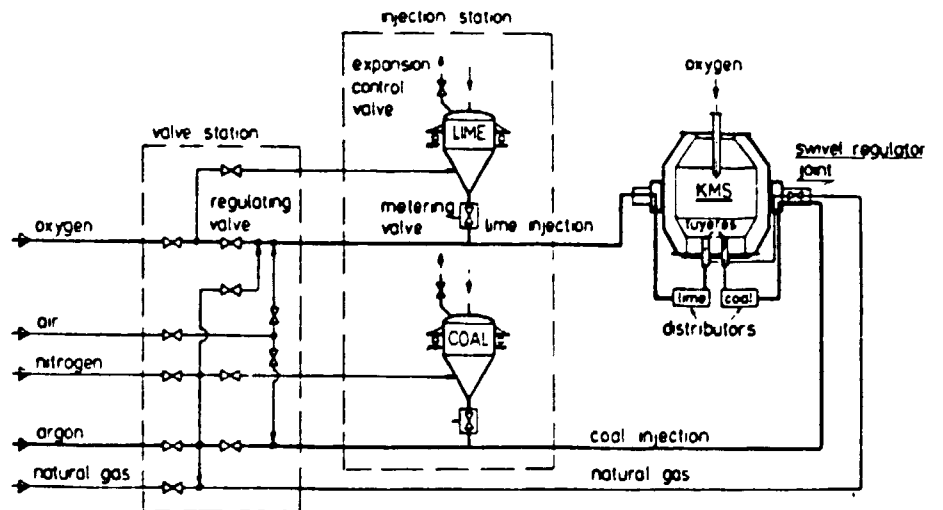 injection station
expansion
control
valve
oxygen
LIME
valve station
swivel regulator
joint
KMS
regulating
valve
metering
valve
lime injection
tuyeres
oxygen
lime
coal
distributors
air
COAL
nitrogen
argon
coal injection
natural gas
natural gas